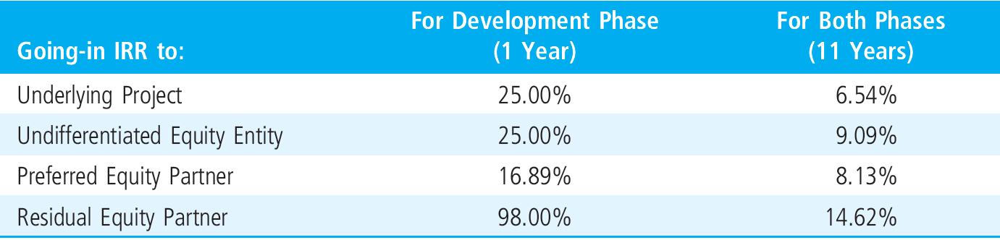 Going-in IRR to: For Development Phase (1 Year) For Both Phases (11 Years)
Underlying Project 25.00% 6.54%
Undifferentiated Equity Entity 25.00% 9.09%
Preferred Equity Partner 16.89% 8.13%
Residual Equity Partner 98.00% 14.62%